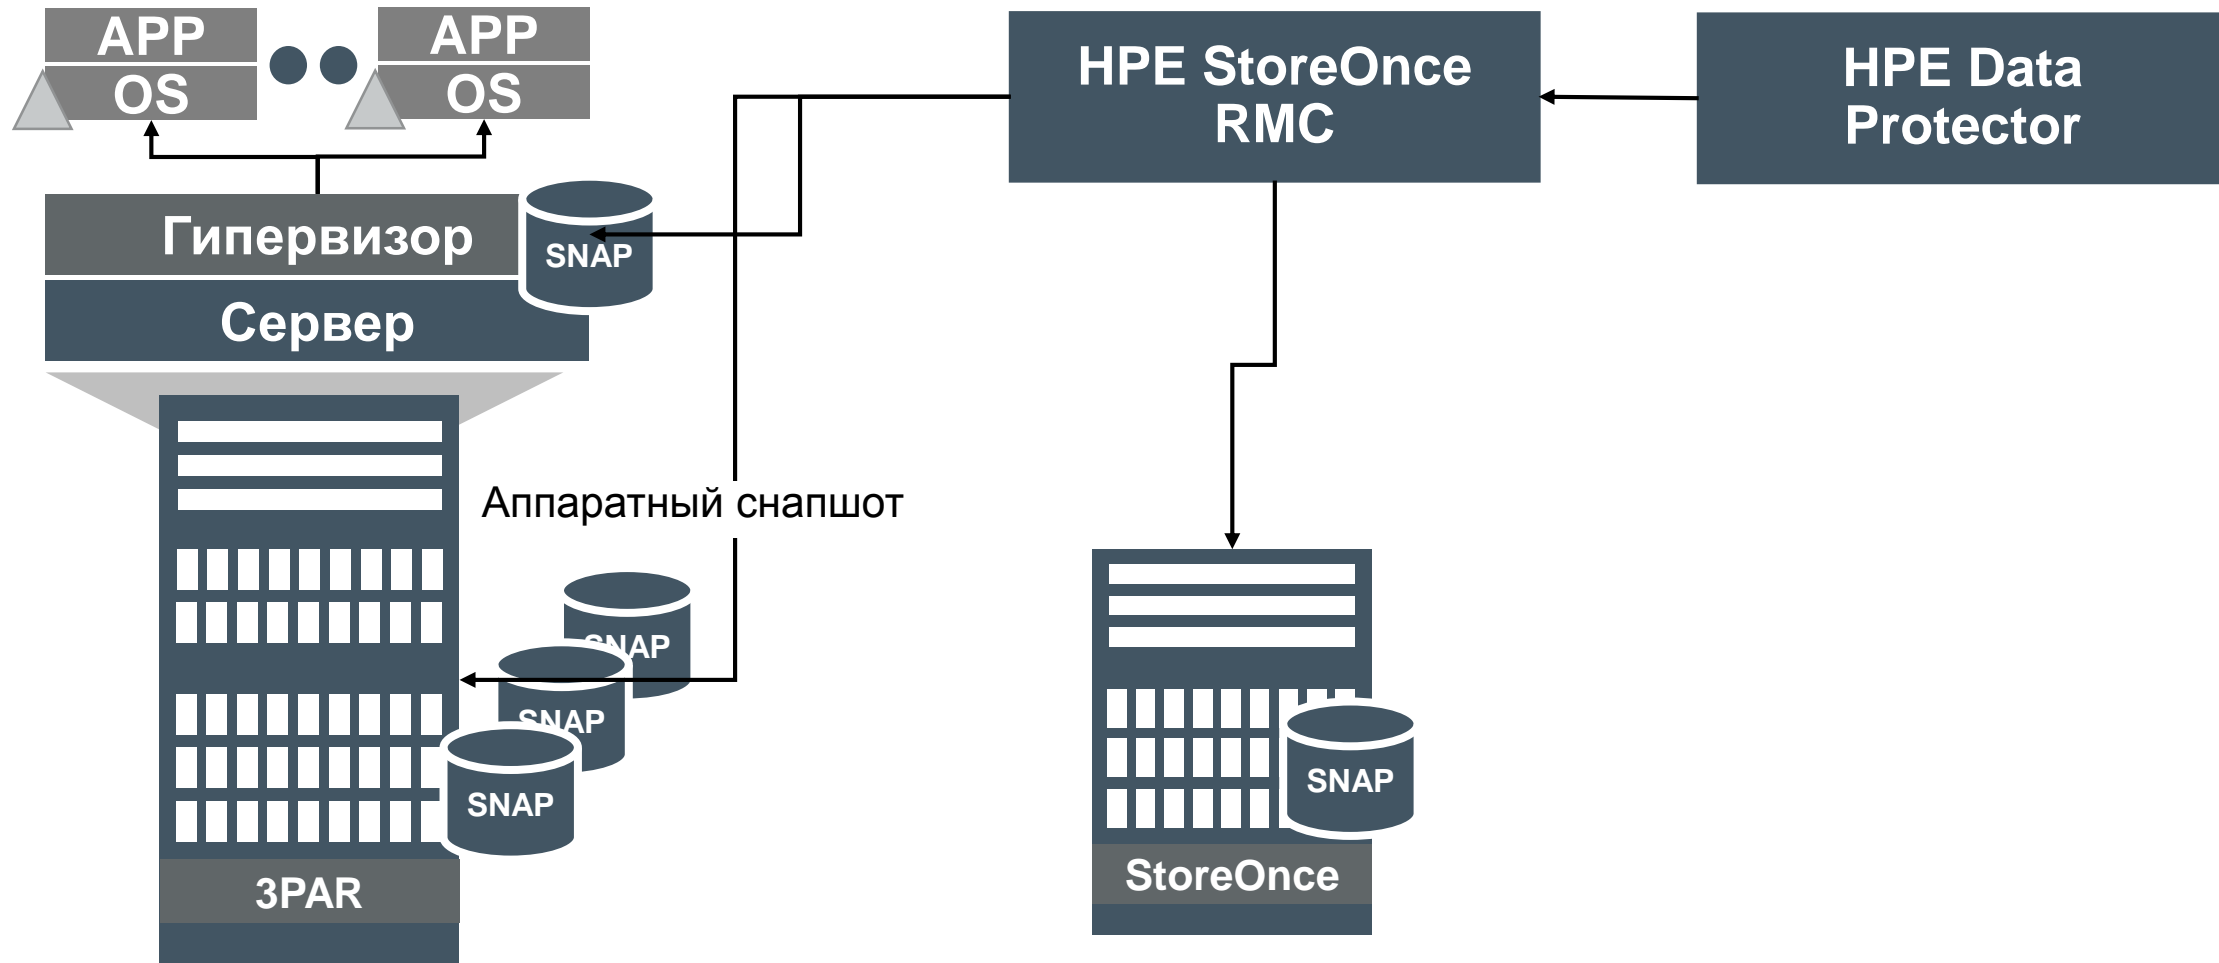 APP
OS
APP
OS
HPE StoreOnce
RMC
HPE Data
Protector
Гипервизор
SNAP
Сервер
Аппаратный снапшот
SNAP
SNAP
SNAP
3PAR
SNAP
StoreOnce